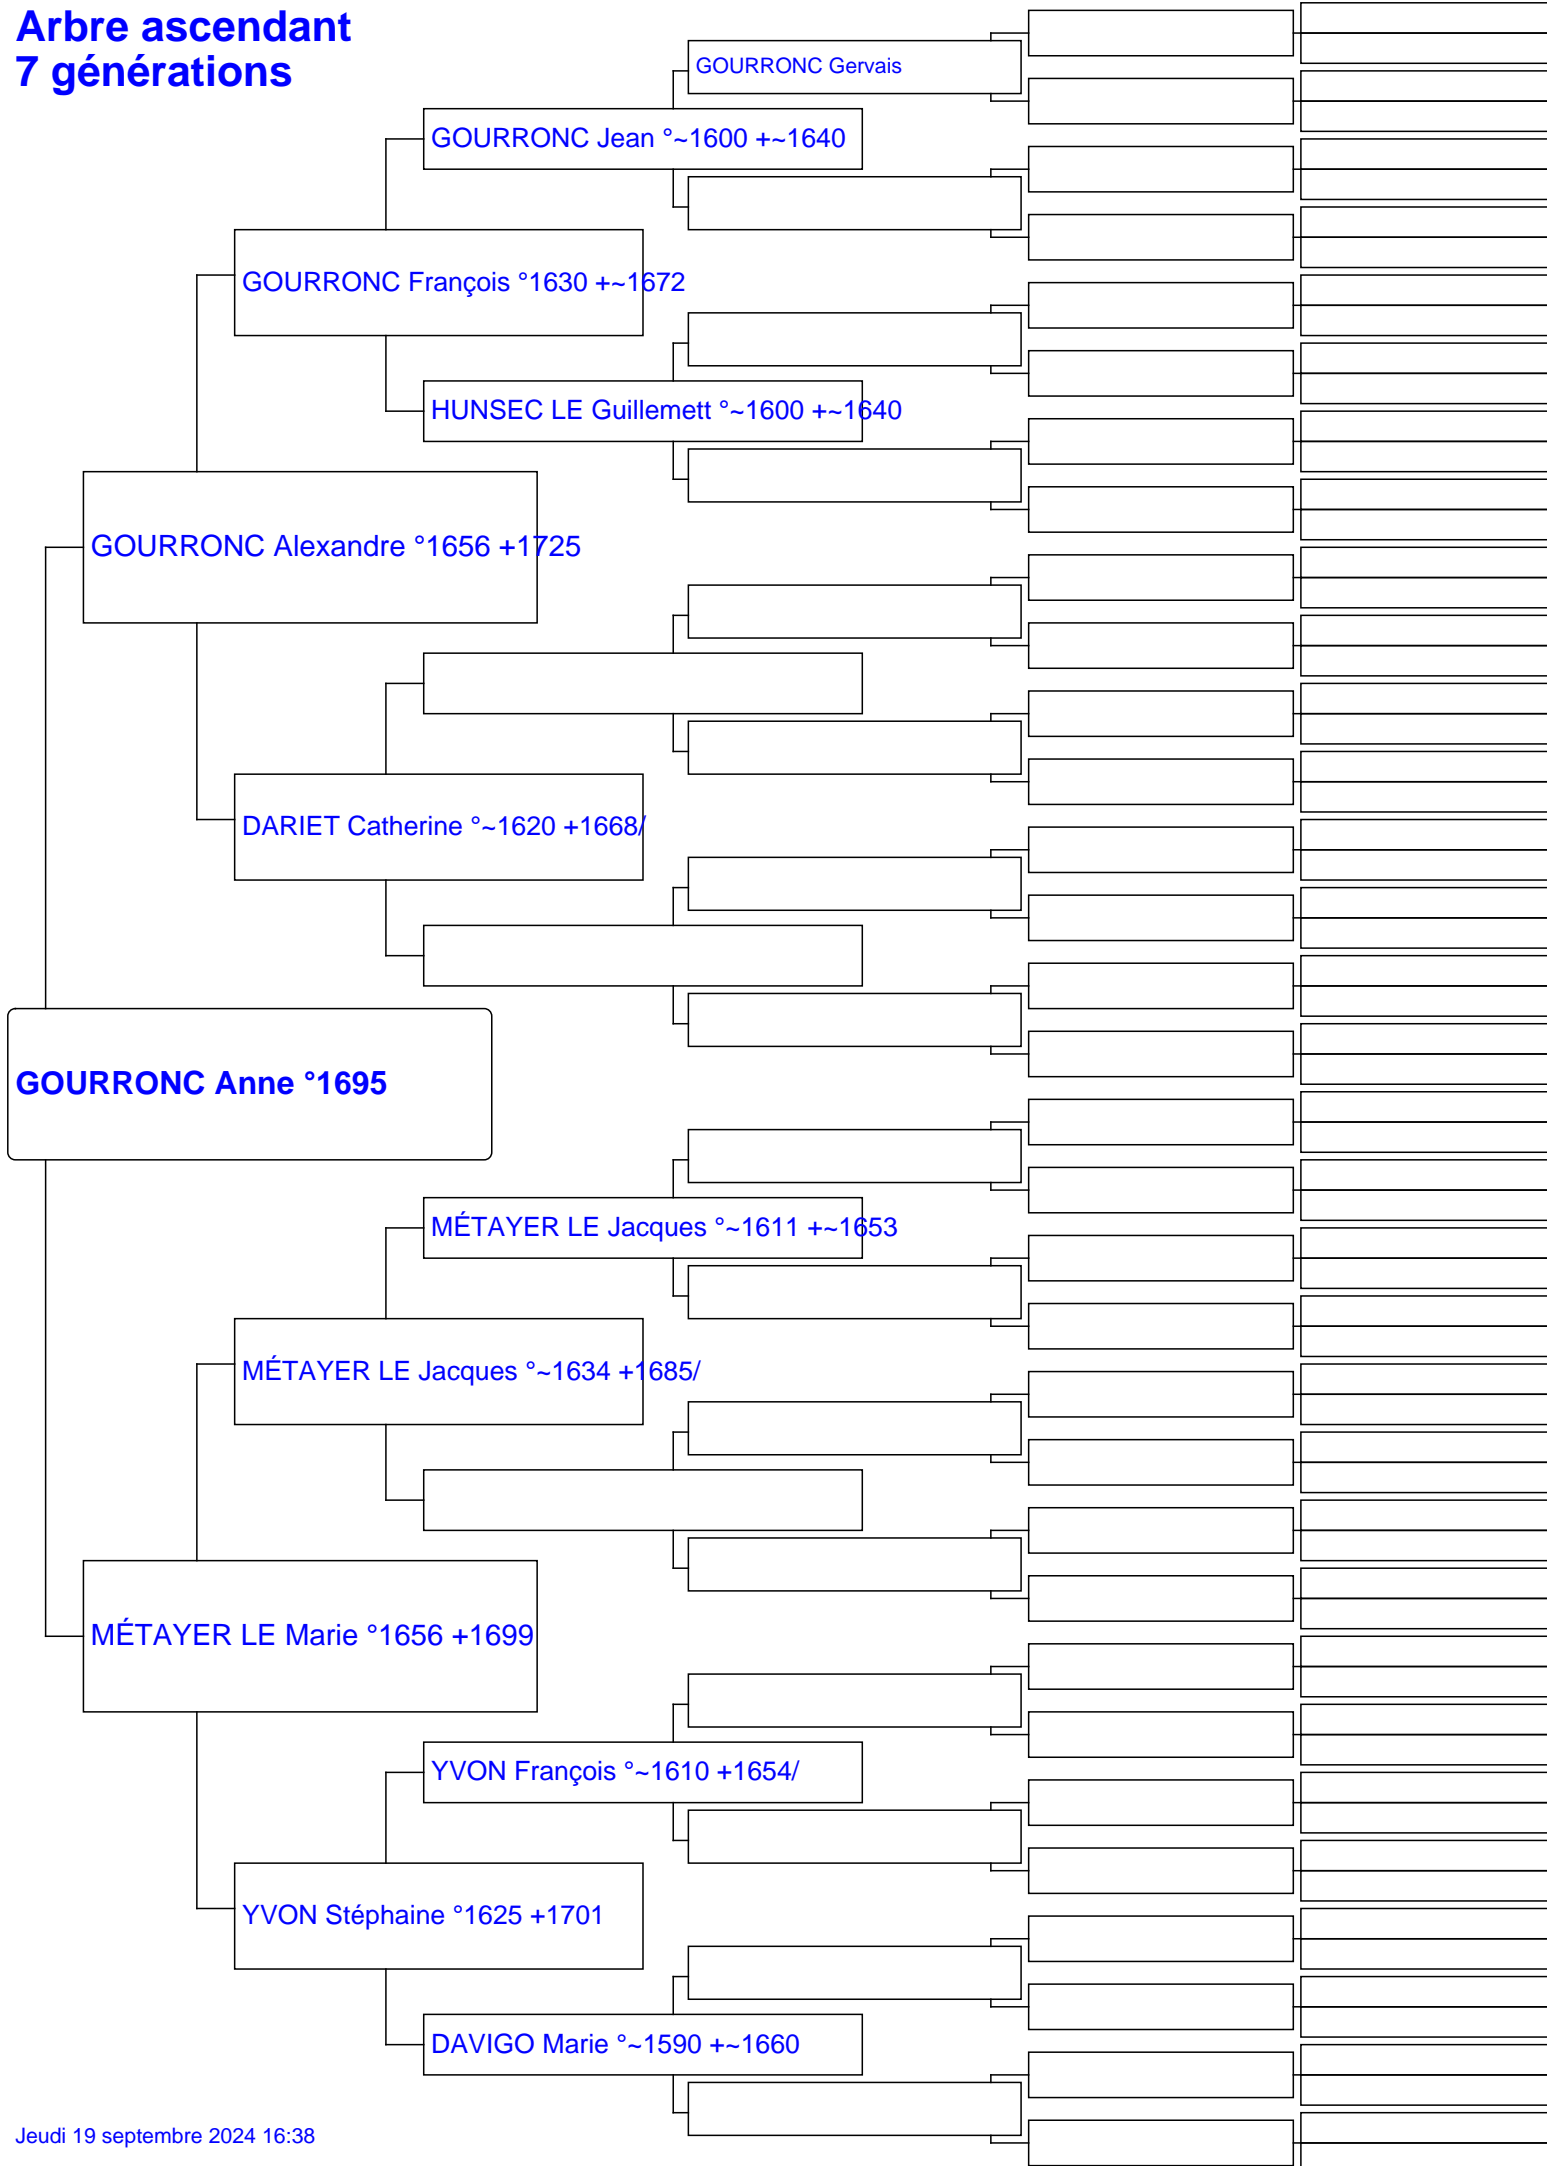 Arbre ascendant
7 générations
GOURRONC Gervais
GOURRONC Jean °~1600 +~1640
GOURRONC François °1630 +~1672
HUNSEC LE Guillemett °~1600 +~1640
GOURRONC Alexandre °1656 +1725
DARIET Catherine °~1620 +1668/
GOURRONC Anne °1695
MÉTAYER LE Jacques °~1611 +~1653
MÉTAYER LE Jacques °~1634 +1685/
MÉTAYER LE Marie °1656 +1699
YVON François °~1610 +1654/
YVON Stéphaine °1625 +1701
DAVIGO Marie °~1590 +~1660
Jeudi 19 septembre 2024 16:38